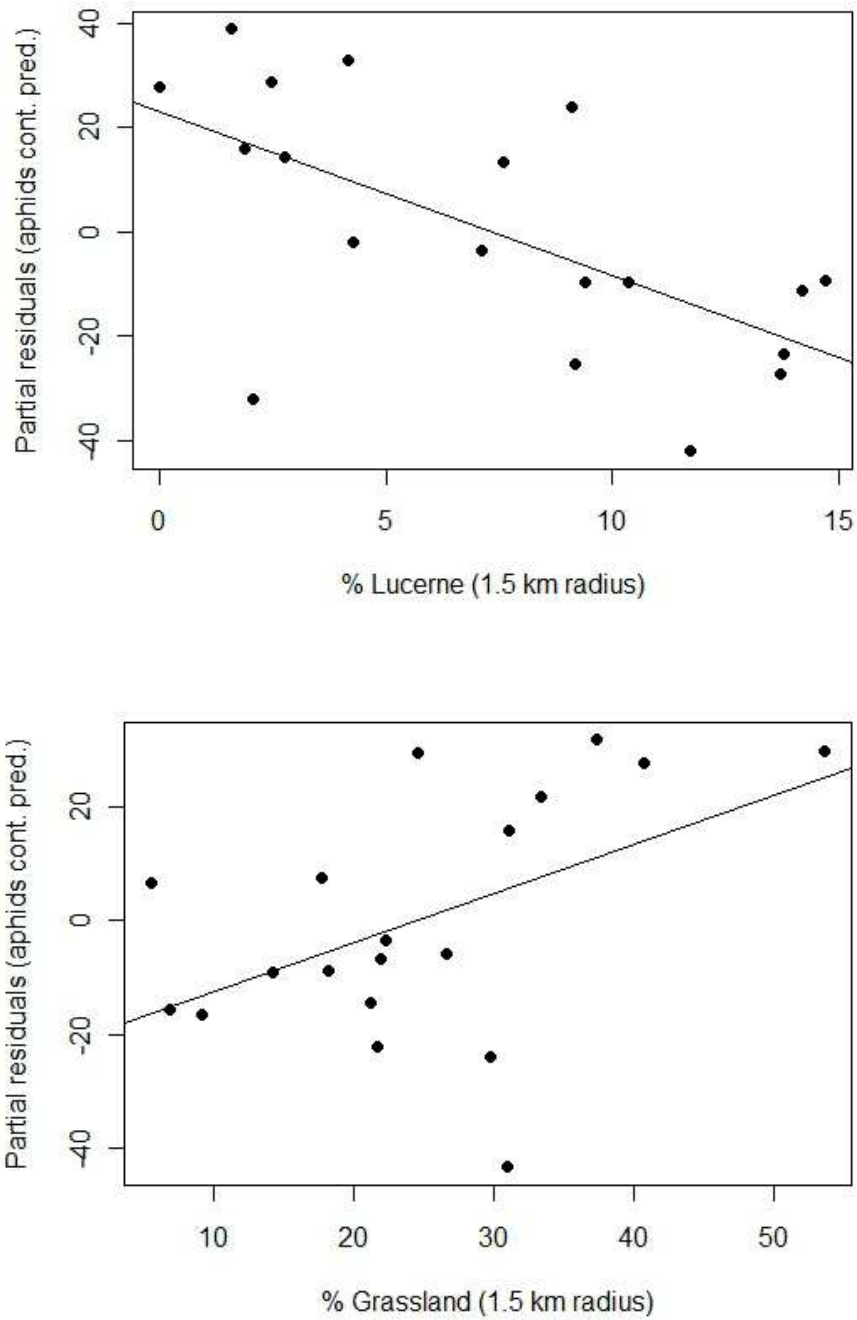 Partial residuals (aphids cont. pred.)
40
20
0
-20
-40
0 5 10 15
% Lucerne (1.5 km radius)
Partial residuals (aphids cont. pred.)
20
0
-20
-40
10 20 30 40 50
% Grassland (1.5 km radius)